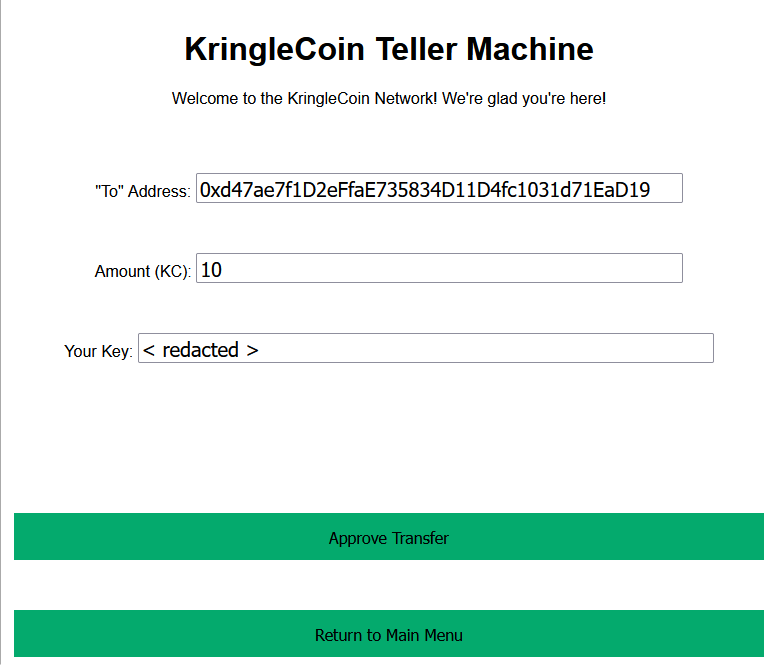 KringleCoin Teller Machine
Welcome to the KringleCoin Network! We're glad you're here!
"To" Address: 0xd47ae7f1D2eFfaE735834D11D4fc1031d71EaD19
Amount (KC): 10
Your Key: < redacted >
Approve Transfer
Return to Main Menu